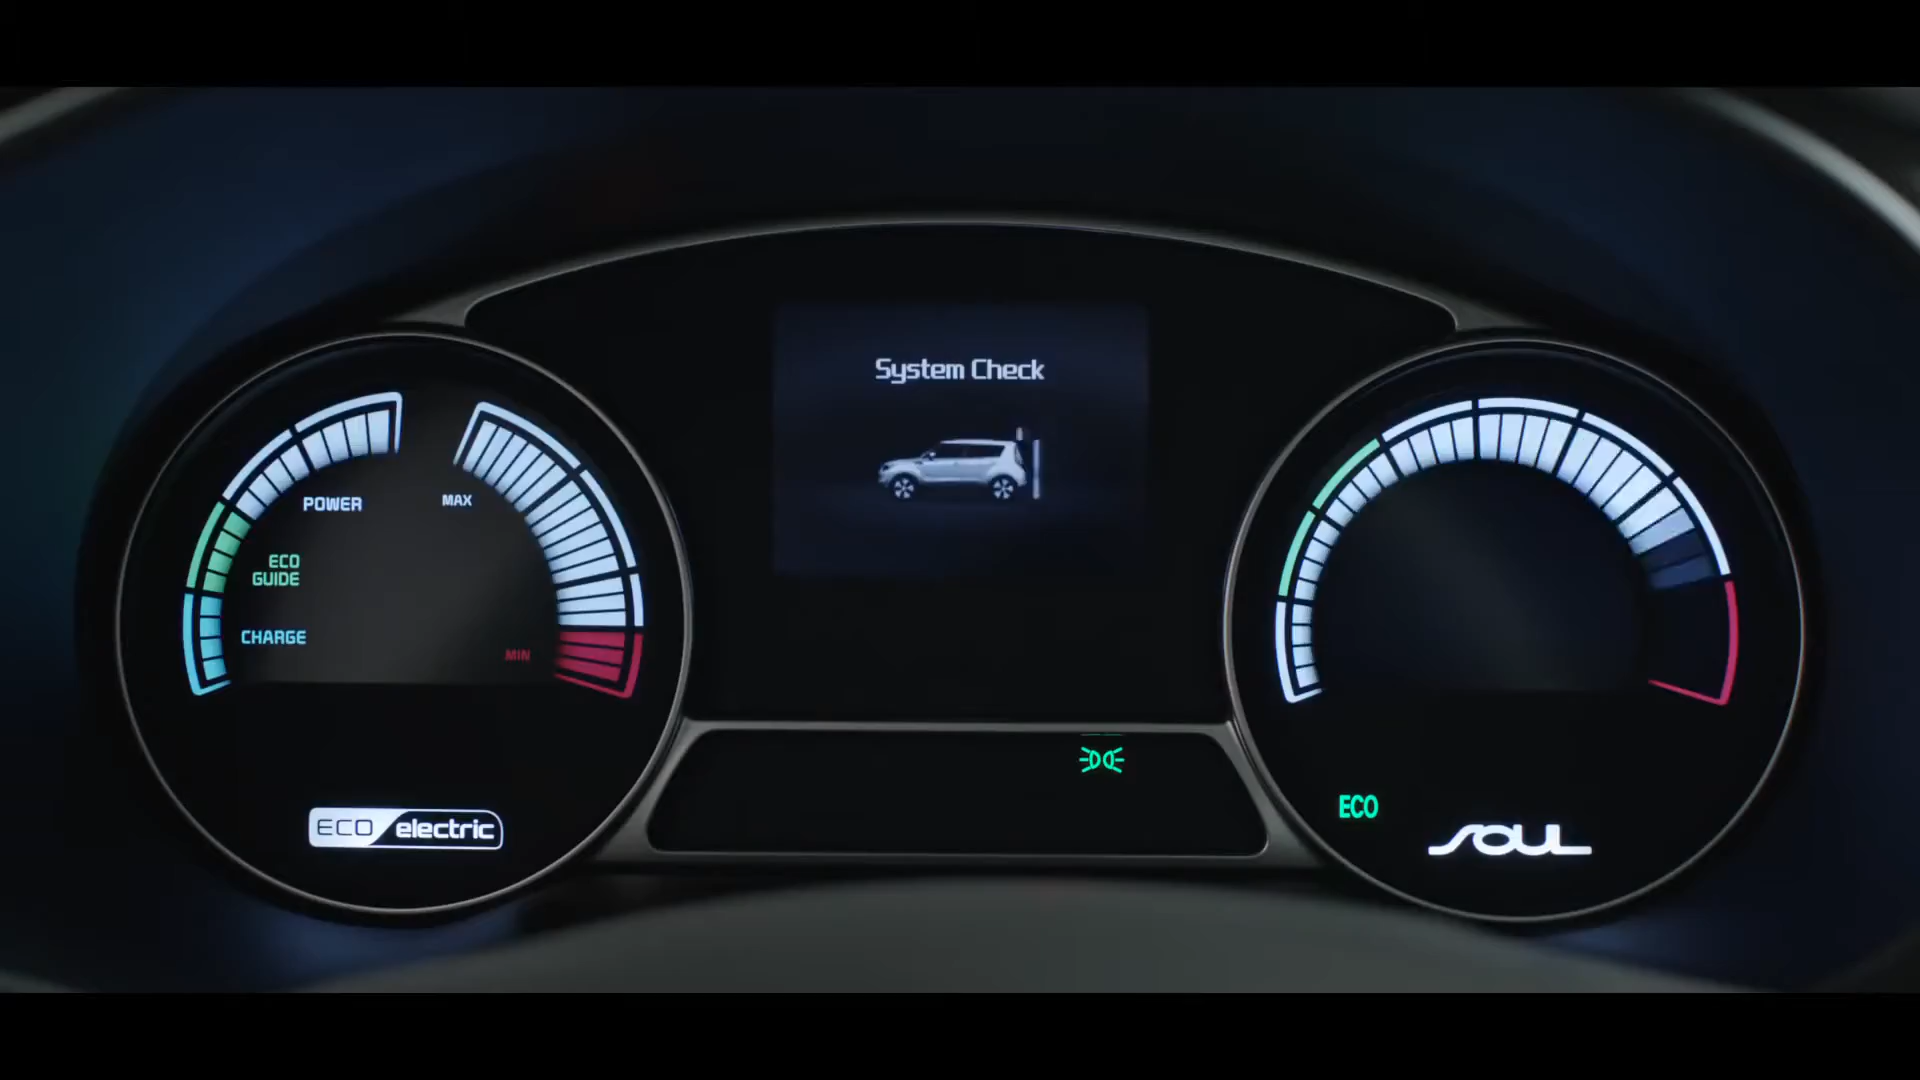 System Check
POWER
MAX
ECO
GUIDE
CHARGE
MIN
ECO electric
ECO
SOUL